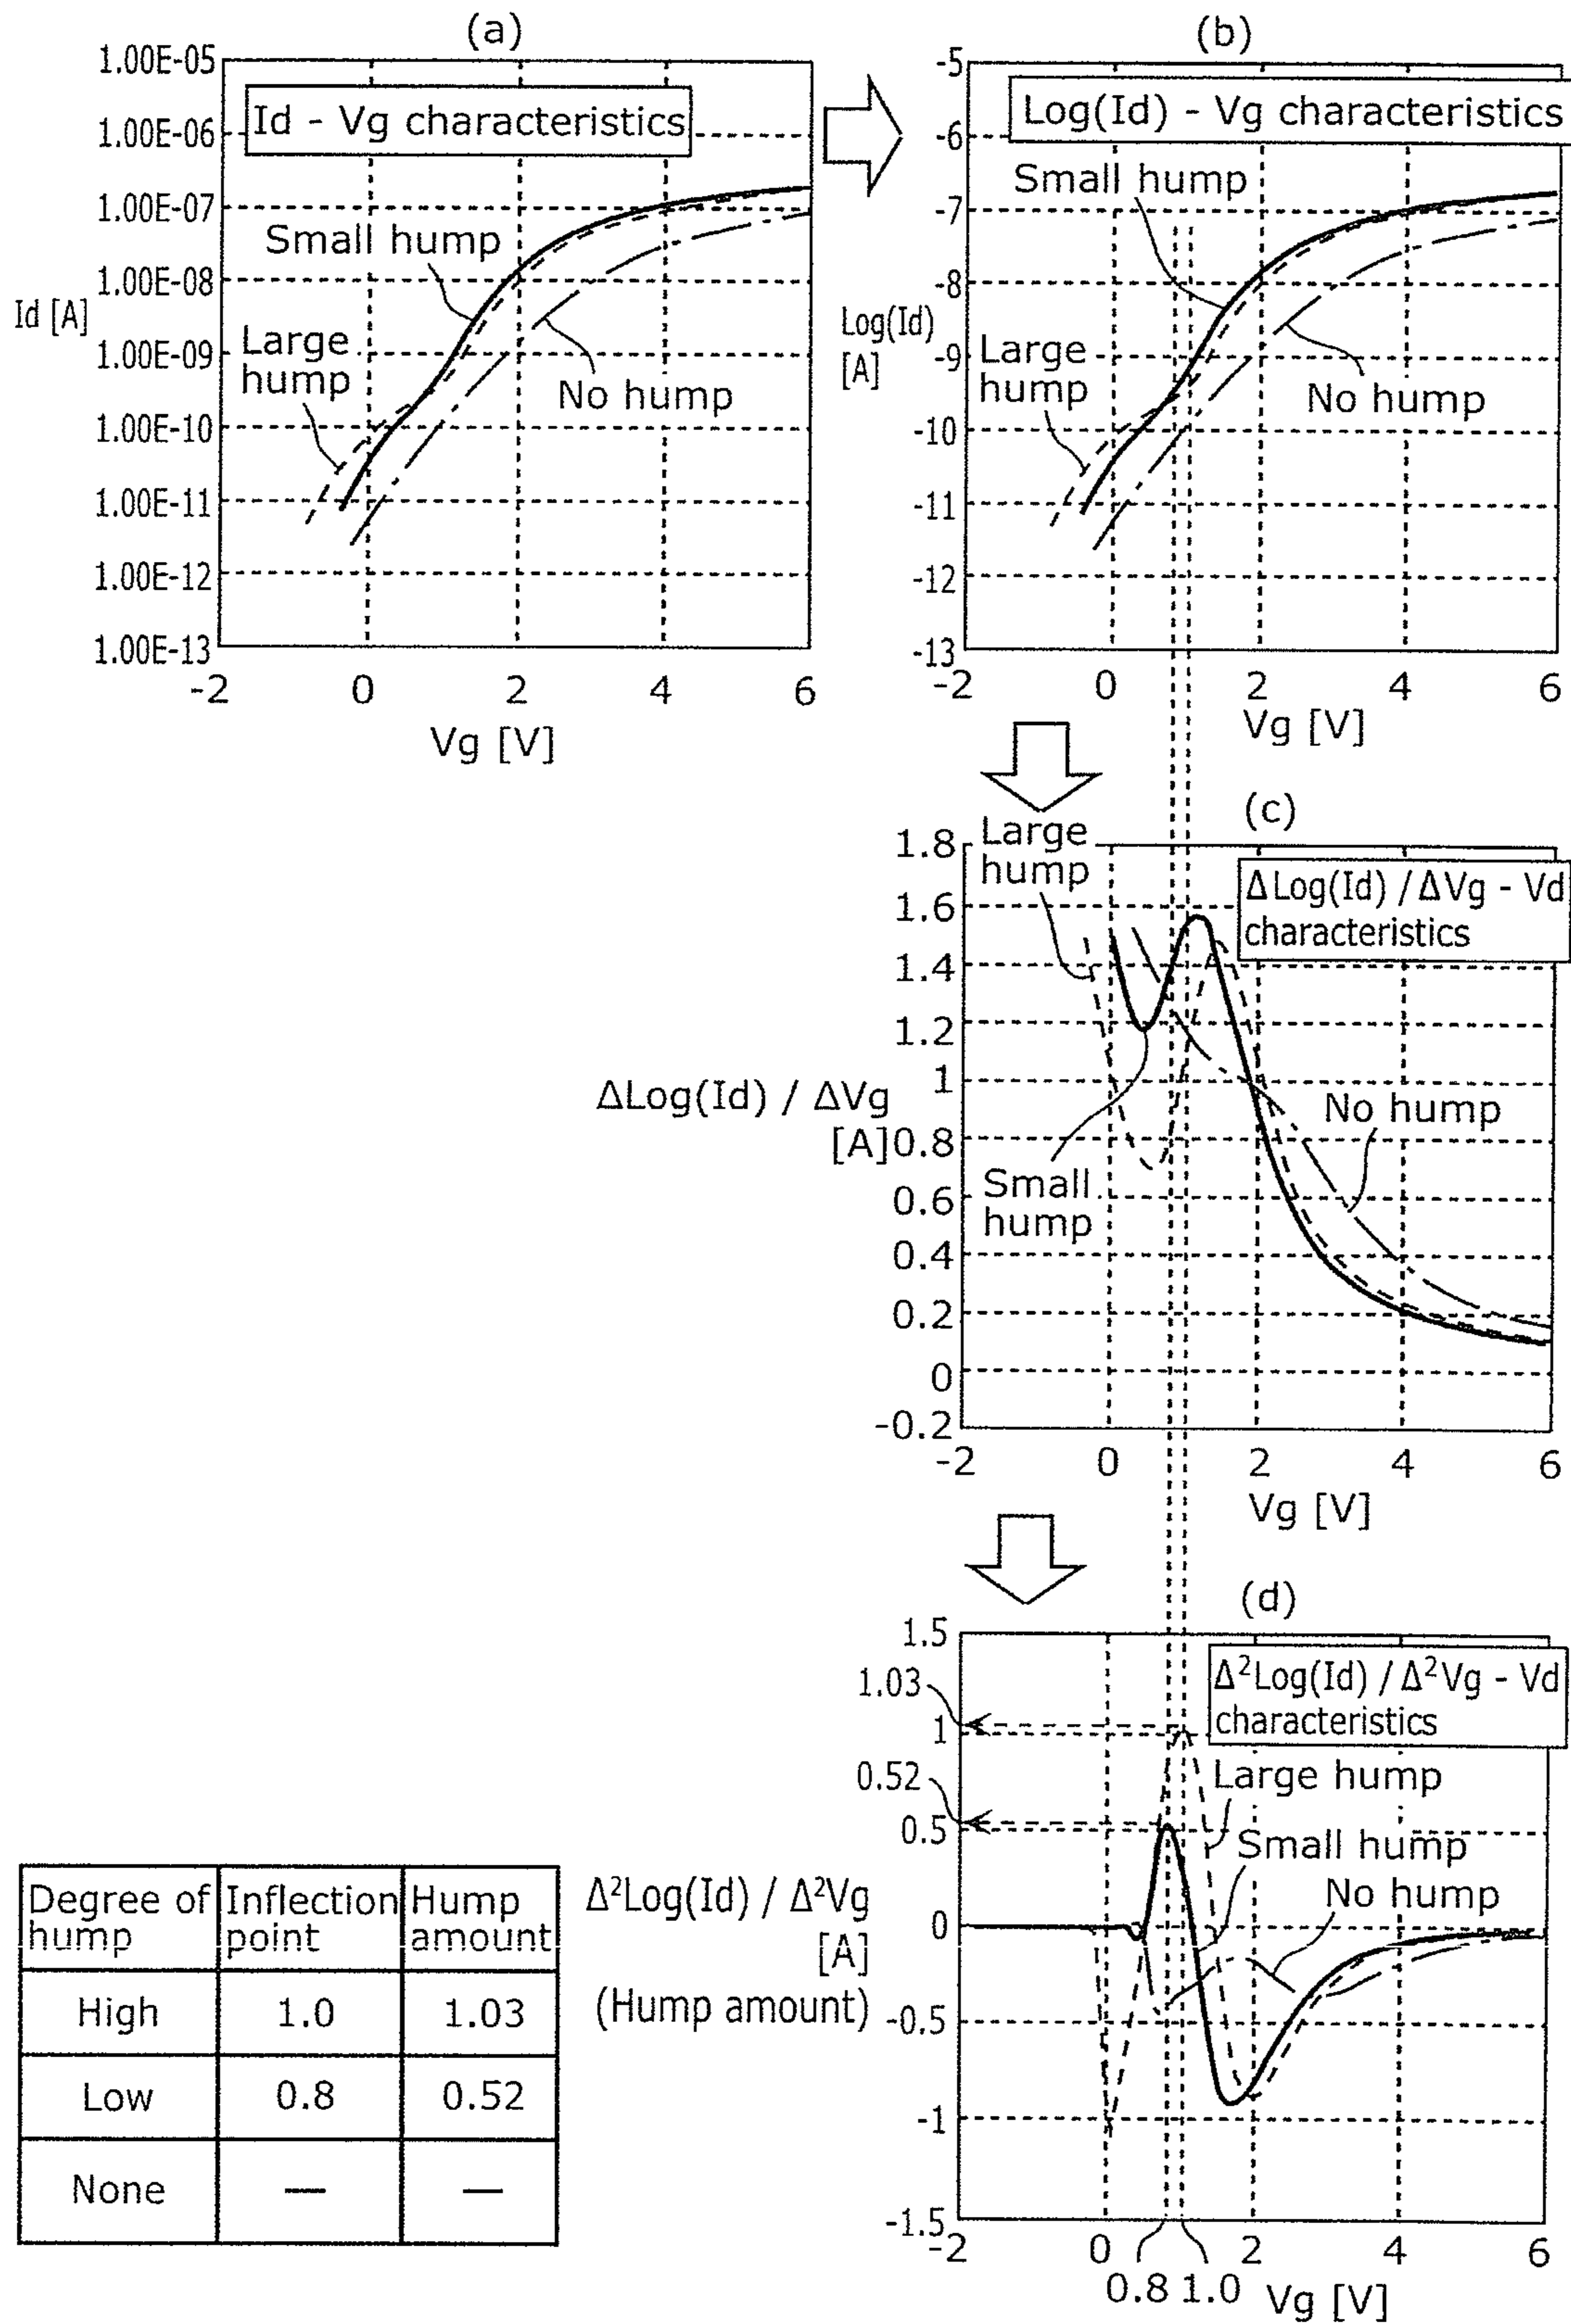 (a)
1.00E-05
1.00E-06
1.00E-07
1.00E-08
1.00E-09
1.00E-10
1.00E-11
1.00E-12
1.00E-13
Id [A]
Id - Vg characteristics
Small hump
Large
hump
No hump
-2 0 2 4 6
Vg [V]
(b)
-5
-6
-7
-8
-9
-10
-11
-12
-13
Log(Id)
[A]
Log(Id) - Vg characteristics
Small hump
Large
hump
No hump
-2 0 2 4 6
Vg [V]
(c)
1.8
1.6
1.4
1.2
1
0.8
0.6
0.4
0.2
0
-0.2
ΔLog(Id) / ΔVg
[A]
Large
hump
ΔLog(Id) / ΔVg - Vd
characteristics
No hump
Small
hump
-2 0 2 4 6
Vg [V]
(d)
1.5
1.03
1
0.52
0.5
0
-0.5
-1
-1.5
Δ²Log(Id) / Δ²Vg
[A]
(Hump amount)
Δ²Log(Id) / Δ²Vg - Vd
characteristics
Large hump
Small hump
No hump
-2 0 2 4 6
0.8 1.0 Vg [V]
Degree of hump Inflection point Hump amount
High 1.0 1.03
Low 0.8 0.52
None — —